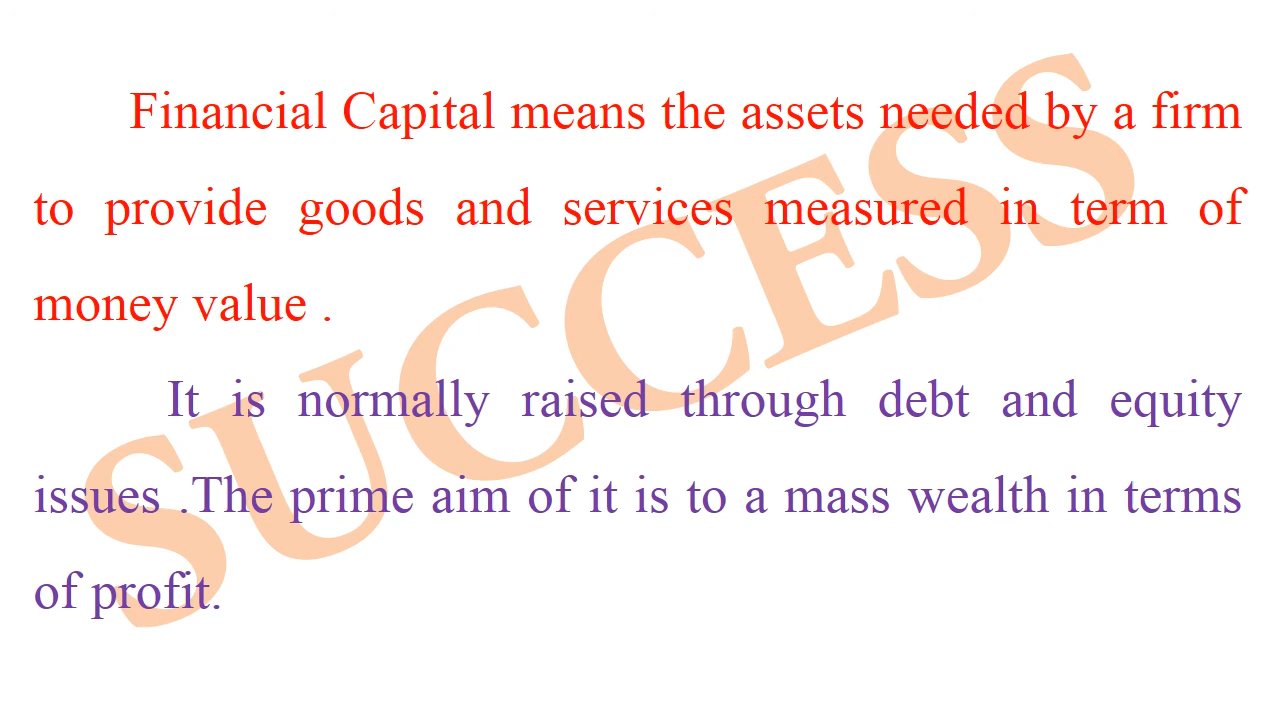 Financial Capital means the assets needed by a firm
to provide goods and services measured in term of
money value .
It is normally raised through debt and equity
issues .The prime aim of it is to a mass wealth in terms
of profit.
SUCCESS